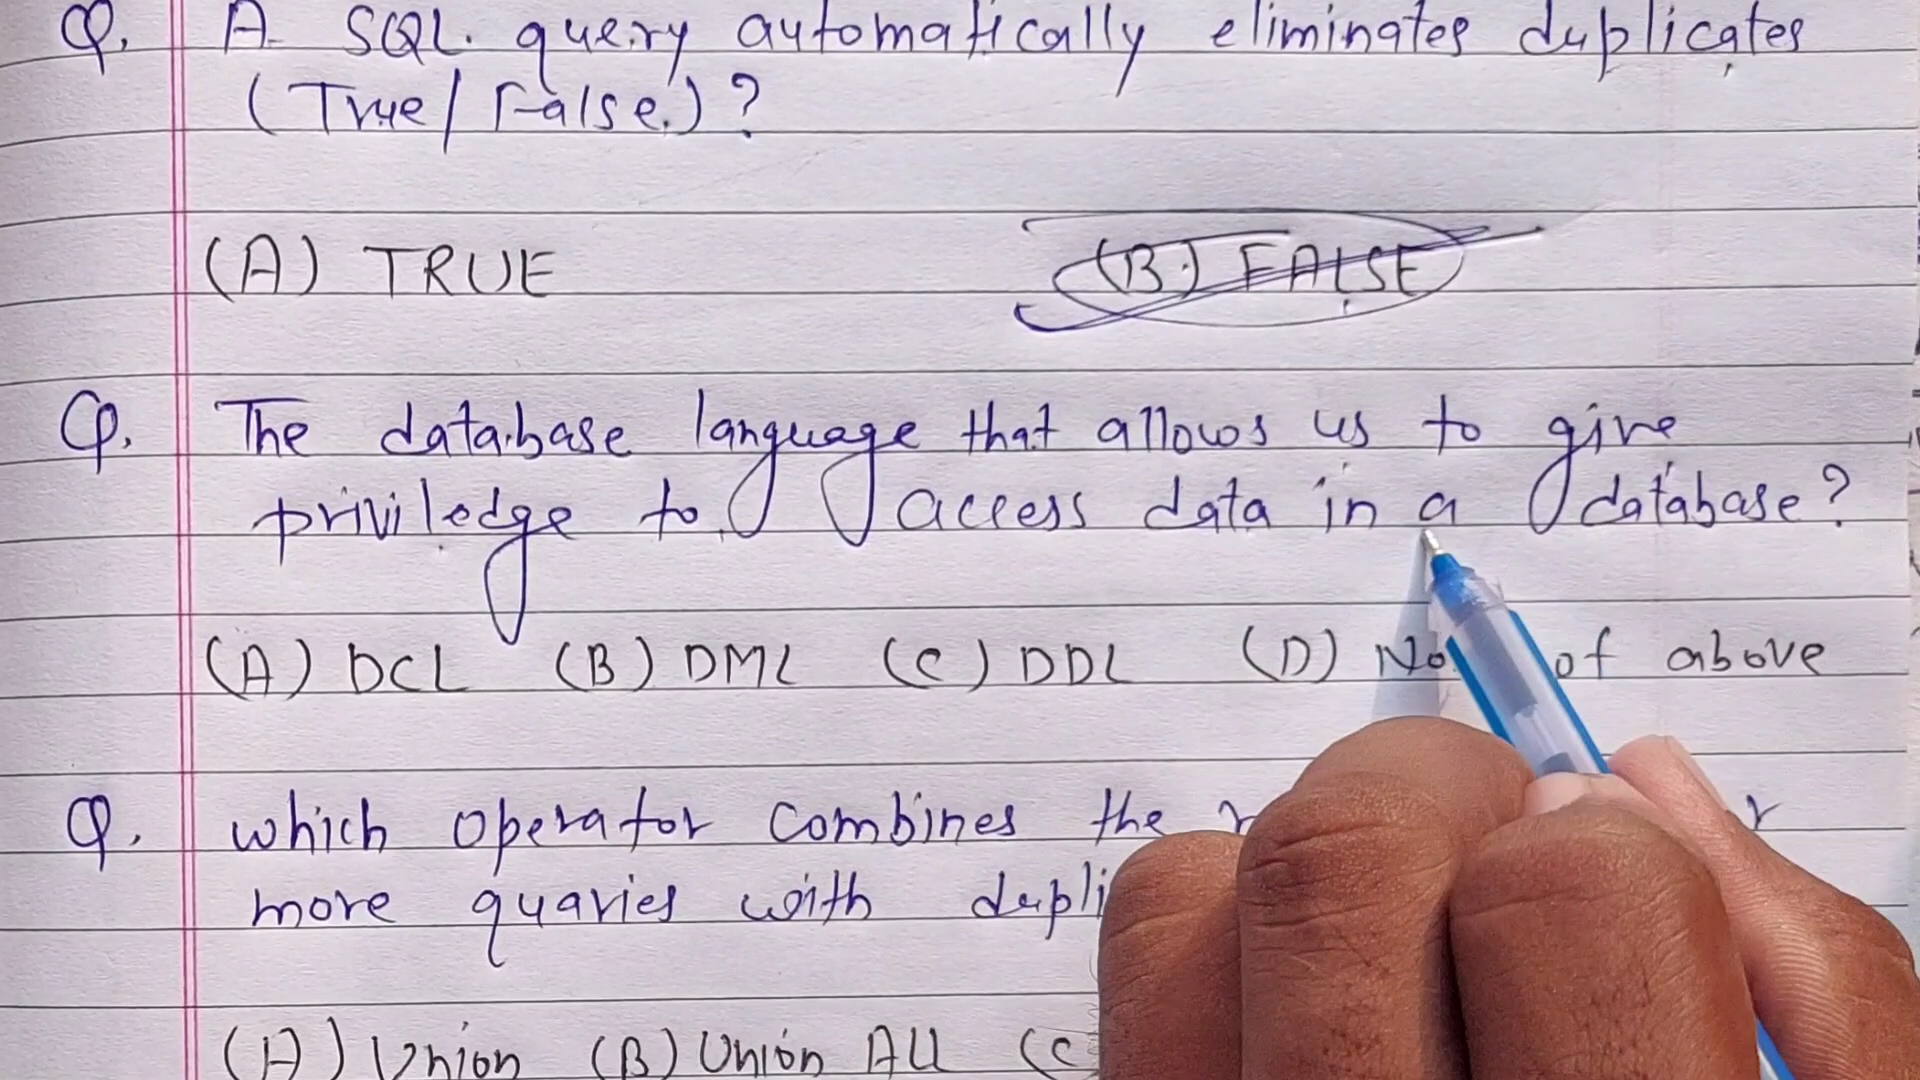 Q. A SQL query automatically eliminates duplicates
(True/False)?
(A) TRUE (B) FALSE
Q. The database language that allows us to give
priviledge to access data in a database?
(A) DCL (B) DML (C) DDL (D) of above
Q. which operator combines the
more quaries with
(A) Union (B) Union All (C